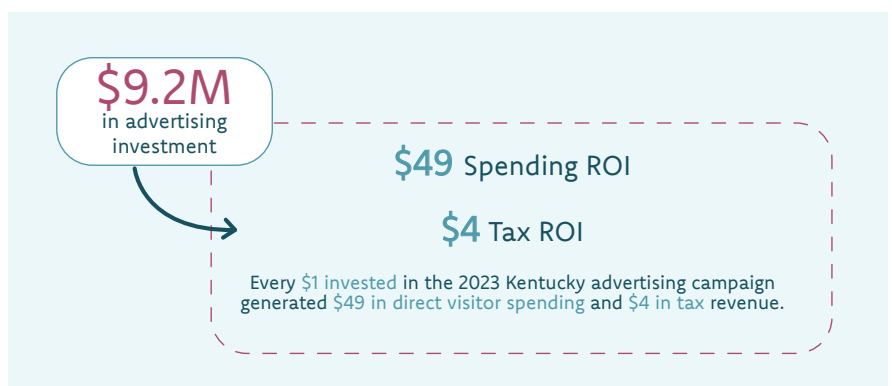 $9.2M
in advertising
investment
$49 Spending ROI
$4 Tax ROI
Every $1 invested in the 2023 Kentucky advertising campaign
generated $49 in direct visitor spending and $4 in tax revenue.